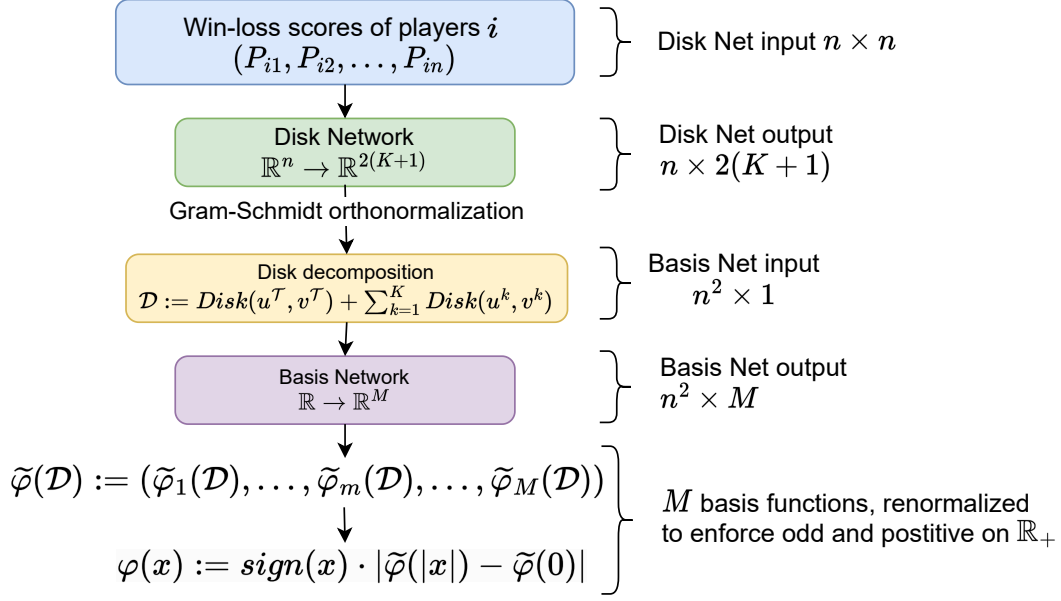 Win-loss scores of players i
(P_{i1}, P_{i2}, ..., P_{in})
Disk Net input n × n
Disk Network
ℝ^n → ℝ^{2(K+1)}
Disk Net output
n × 2(K + 1)
Gram-Schmidt orthonormalization
Disk decomposition
𝒟 := Disk(u^𝒯, v^𝒯) + ∑_{k=1}^{K} Disk(u^k, v^k)
Basis Net input
n² × 1
Basis Network
ℝ → ℝ^M
Basis Net output
n² × M
φ̃(𝒟) := (φ̃_1(𝒟), ..., φ̃_m(𝒟), ..., φ̃_M(𝒟))
φ(x) := sign(x) · |φ̃(|x|) − φ̃(0)|
M basis functions, renormalized
to enforce odd and postitive on ℝ_+